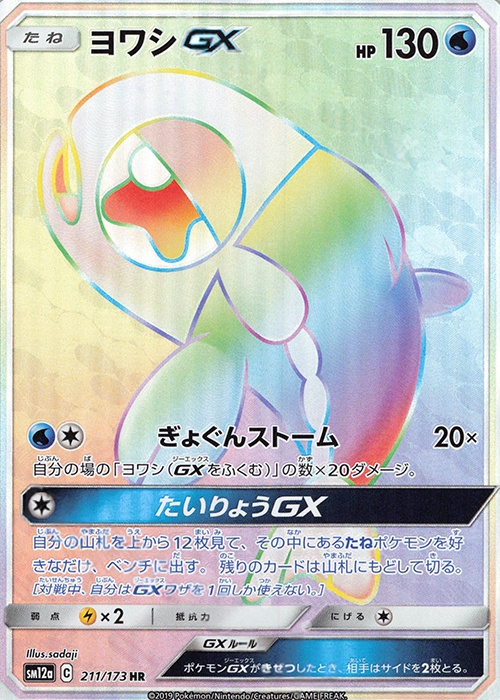 たね ヨワシGX HP 130
ぎょぐんストーム 20×
自分の場の「ヨワシ(GXをふくむ)」の数×20ダメージ。
たいりょうGX
自分の山札を上から12枚見て、その中にあるたねポケモンを好
きなだけ、ベンチに出す。残りのカードは山札にもどして切る。
[対戦中、自分はGXワザを1回しか使えない。]
弱点 ×2 抵抗力 にげる
Illus.sadaji
GXルール
sm12a C 211/173 HR
ポケモンGXがきぜつしたとき、相手はサイドを2枚とる。
©2019 Pokémon/Nintendo/Creatures/GAME FREAK.